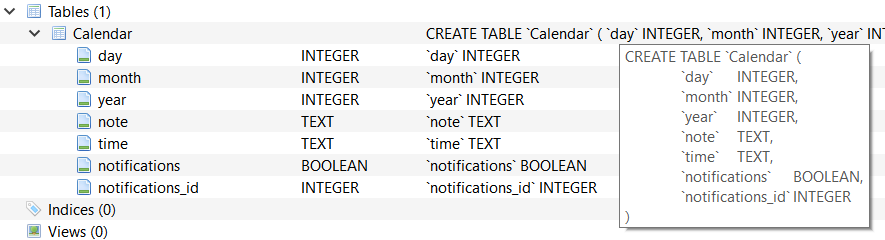 Tables (1)
Calendar CREATE TABLE `Calendar` ( `day` INTEGER, `month` INTEGER, `year` INT
day INTEGER `day` INTEGER
month INTEGER `month` INTEGER
year INTEGER `year` INTEGER
note TEXT `note` TEXT
time TEXT `time` TEXT
notifications BOOLEAN `notifications` BOOLEAN
notifications_id INTEGER `notifications_id` INTEGER
Indices (0)
Views (0)
CREATE TABLE `Calendar` (
`day` INTEGER,
`month` INTEGER,
`year` INTEGER,
`note` TEXT,
`time` TEXT,
`notifications` BOOLEAN,
`notifications_id` INTEGER
)